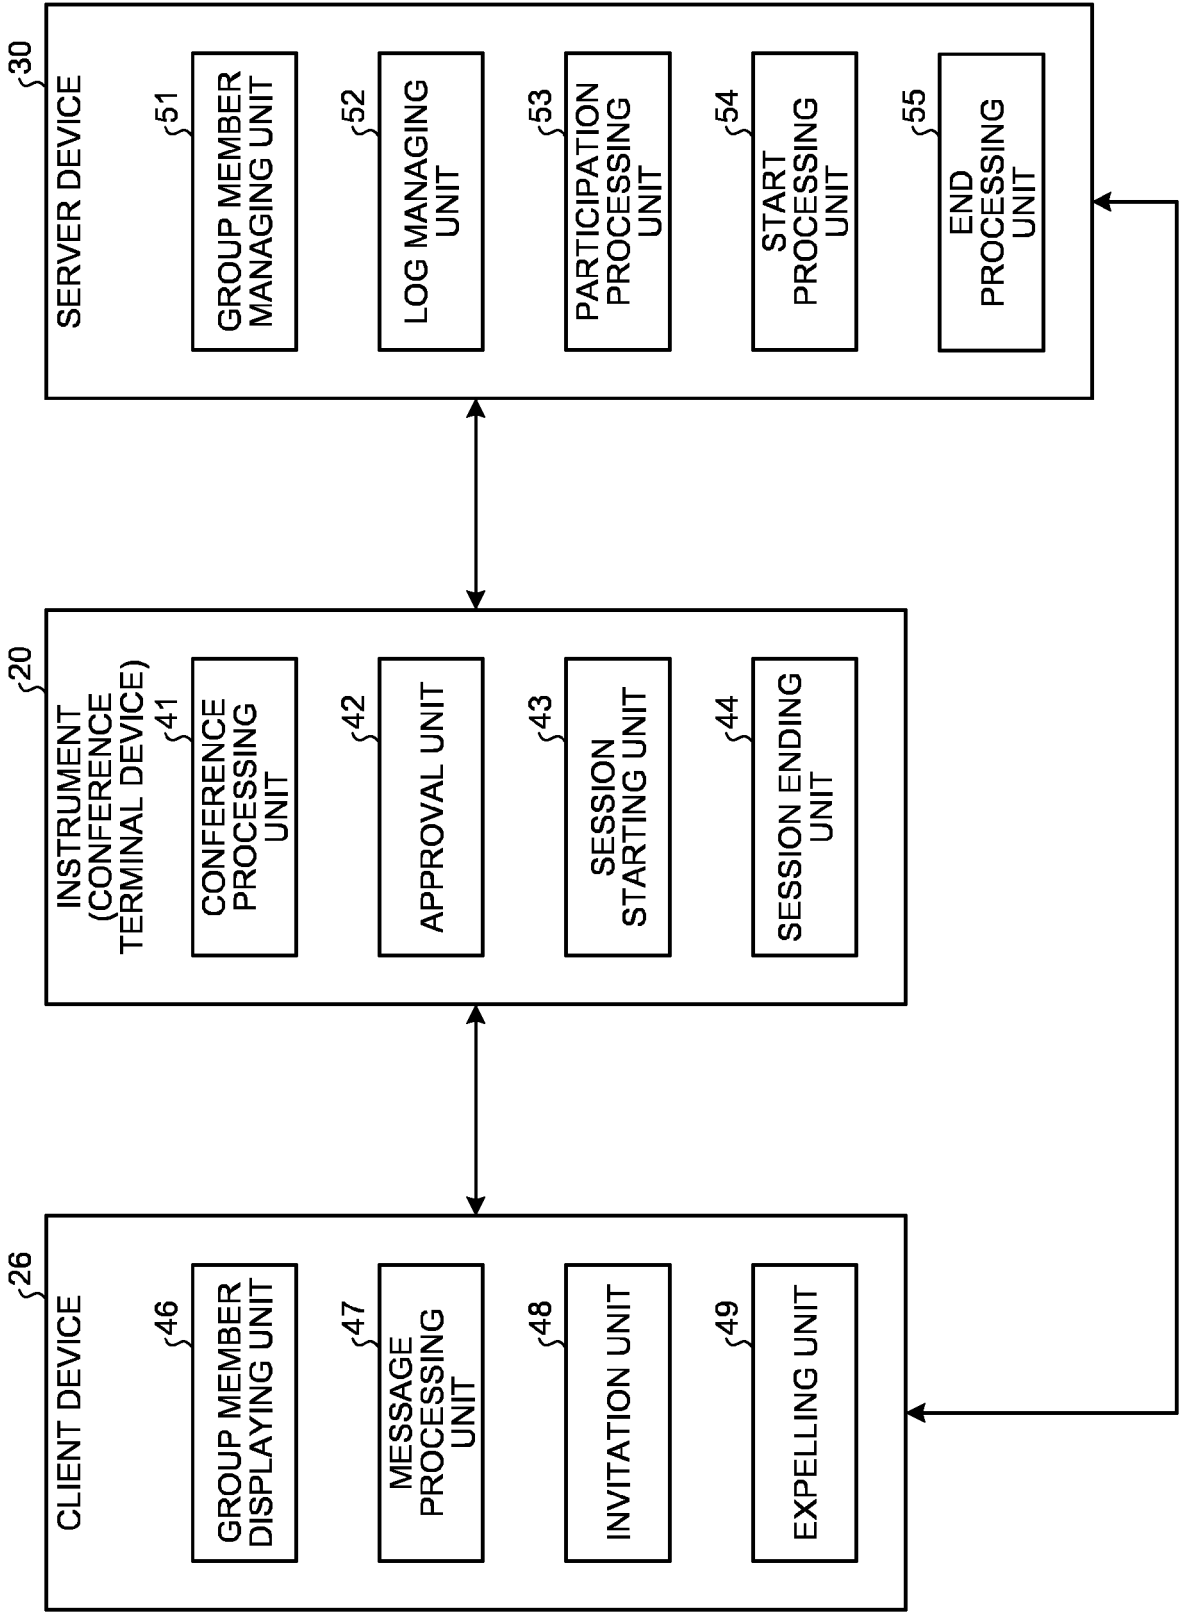 26
CLIENT DEVICE
46
GROUP MEMBER
DISPLAYING UNIT
47
MESSAGE
PROCESSING
UNIT
48
INVITATION UNIT
49
EXPELLING UNIT
20
INSTRUMENT
(CONFERENCE
TERMINAL DEVICE)
41
CONFERENCE
PROCESSING
UNIT
42
APPROVAL UNIT
43
SESSION
STARTING UNIT
44
SESSION ENDING
UNIT
30
SERVER DEVICE
51
GROUP MEMBER
MANAGING UNIT
52
LOG MANAGING
UNIT
53
PARTICIPATION
PROCESSING
UNIT
54
START
PROCESSING
UNIT
55
END
PROCESSING
UNIT